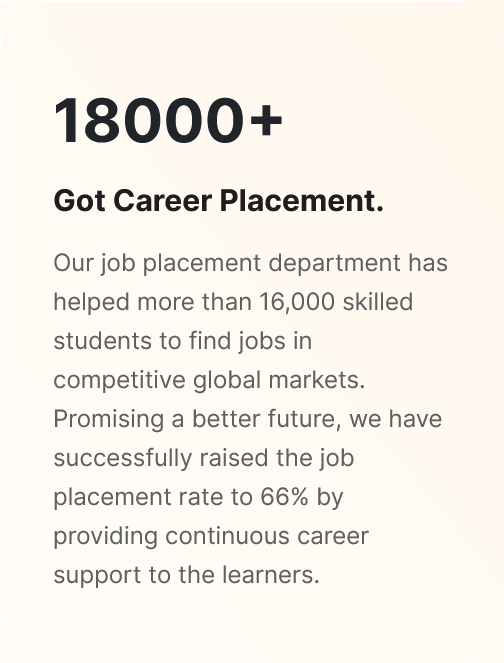 18000+
Got Career Placement.
Our job placement department has
helped more than 16,000 skilled
students to find jobs in
competitive global markets.
Promising a better future, we have
successfully raised the job
placement rate to 66% by
providing continuous career
support to the learners.